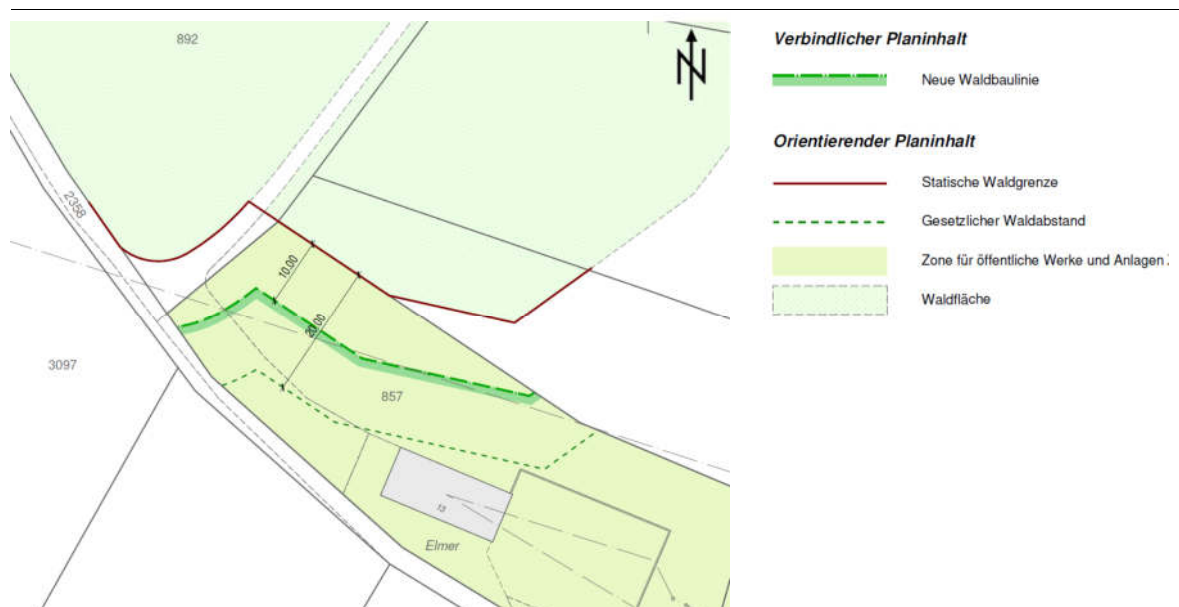 892
N
2358
10.00
20.00
3097
857
13
Elmer
Verbindlicher Planinhalt
Neue Waldbaulinie
Orientierender Planinhalt
Statische Waldgrenze
Gesetzlicher Waldabstand
Zone für öffentliche Werke und Anlagen
Waldfläche